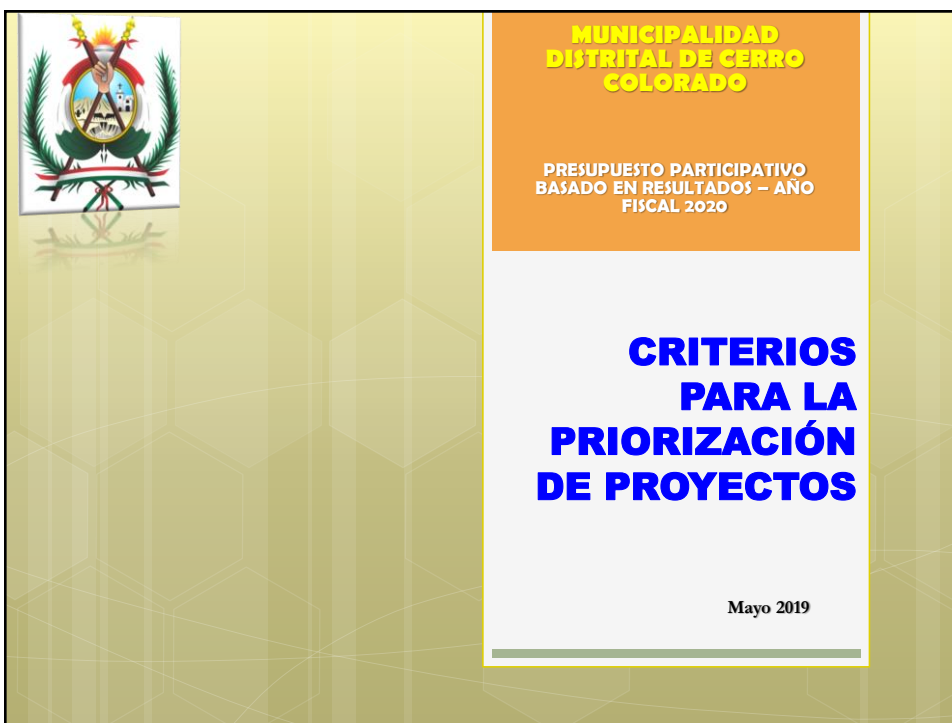 MUNICIPALIDAD
DISTRITAL DE CERRO
COLORADO
PRESUPUESTO PARTICIPATIVO
BASADO EN RESULTADOS – AÑO
FISCAL 2020
CRITERIOS
PARA LA
PRIORIZACIÓN
DE PROYECTOS
Mayo 2019